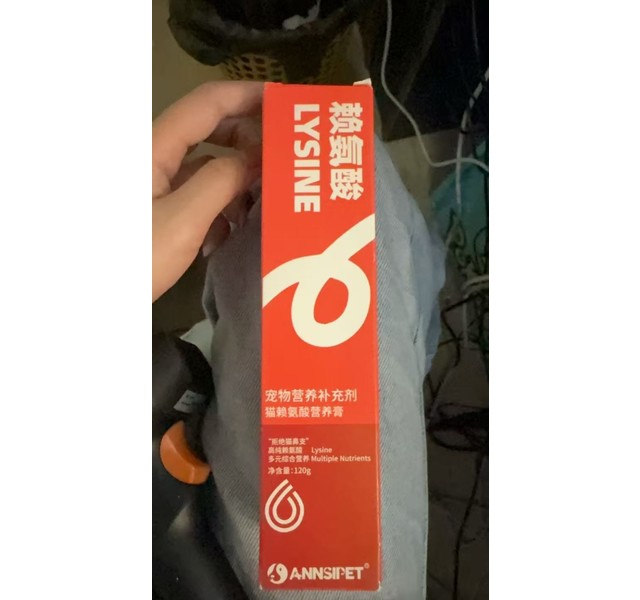 赖氨酸
LYSINE
宠物营养补充剂
猫赖氨酸营养膏
"拒绝猫鼻支"
高纯赖氨酸 Lysine
多元综合营养 Multiple Nutrients
净含量:120g
ANNSIPET®